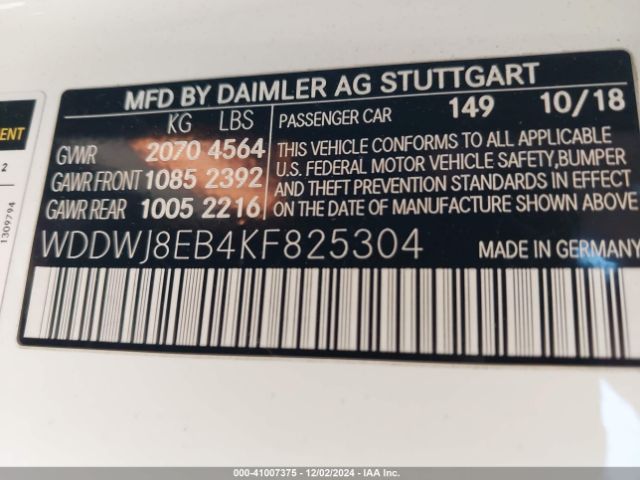 MFD BY DAIMLER AG STUTTGART
KG LBS
GVWR 2070 4564
GAWR FRONT 1085 2392
GAWR REAR 1005 2216
PASSENGER CAR 149 10/18
THIS VEHICLE CONFORMS TO ALL APPLICABLE
U.S. FEDERAL MOTOR VEHICLE SAFETY, BUMPER
AND THEFT PREVENTION STANDARDS IN EFFECT
ON THE DATE OF MANUFACTURE SHOWN ABOVE
WDDWJ8EB4KF825304 MADE IN GERMANY
2
1309794
000-41007375 - 12/02/2024 - IAA Inc.